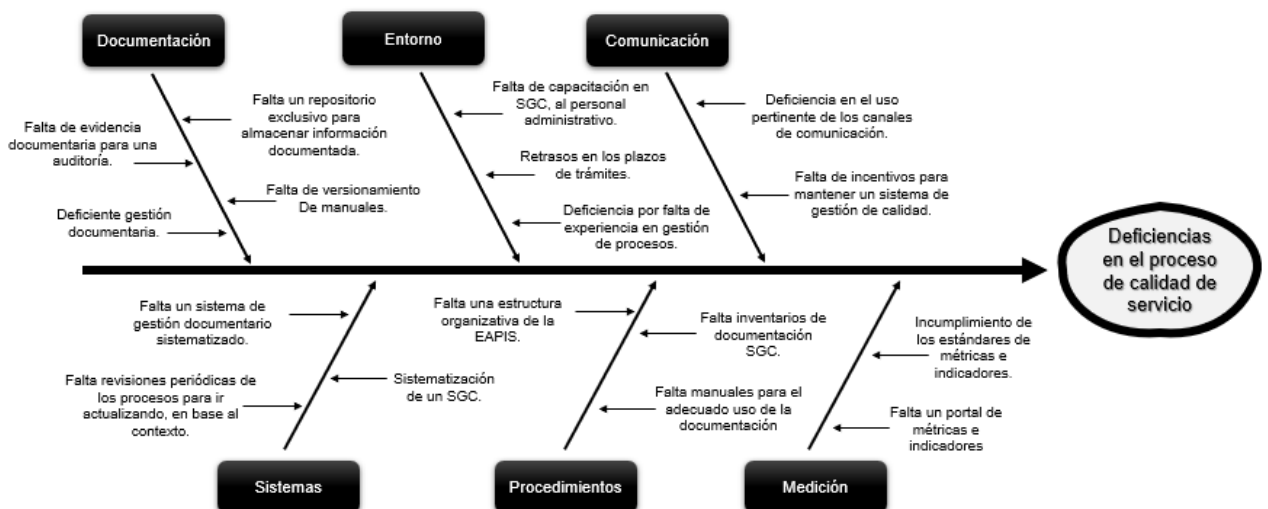 Documentación
Entorno
Comunicación
Falta un repositorio
exclusivo para
almacenar información
documentada.
Falta de evidencia
documentaria para una
auditoría.
Falta de versionamiento
De manuales.
Deficiente gestión
documentaria.
Falta de capacitación en
SGC, al personal
administrativo.
Retrasos en los plazos
de trámites.
Deficiencia por falta de
experiencia en gestión
de procesos.
Deficiencia en el uso
pertinente de los canales
de comunicación.
Falta de incentivos para
mantener un sistema de
gestión de calidad.
Deficiencias
en el proceso
de calidad de
servicio
Falta un sistema de
gestión documentario
sistematizado.
Falta revisiones periódicas de
los procesos para ir
actualizando, en base al
contexto.
Sistematización
de un SGC.
Falta una estructura
organizativa de la
EAPIS.
Falta inventarios de
documentación
SGC.
Falta manuales para el
adecuado uso de la
documentación
Incumplimiento de
los estándares de
métricas e
indicadores.
Falta un portal de
métricas e
indicadores
Sistemas
Procedimientos
Medición